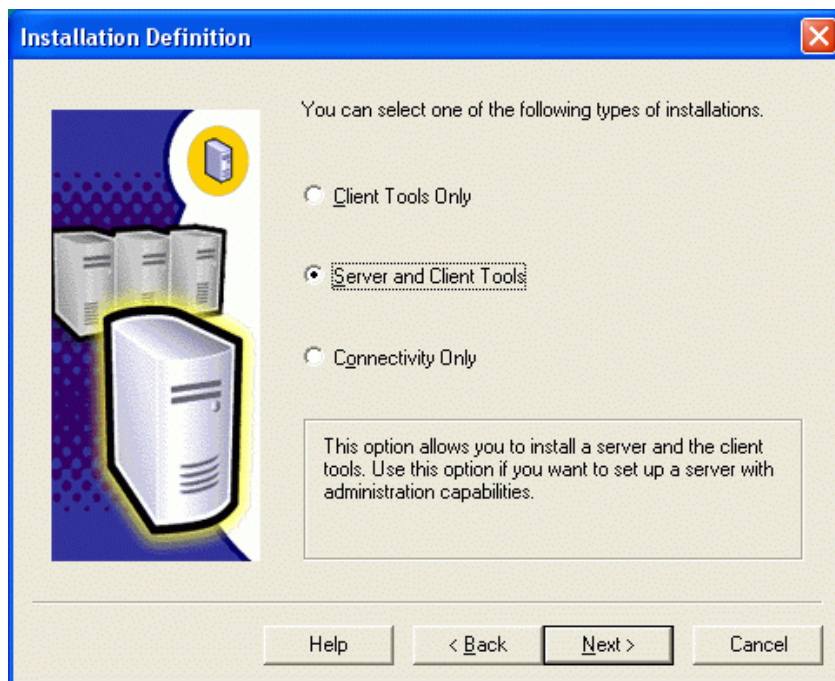 Installation Definition
You can select one of the following types of installations.
Client Tools Only
Server and Client Tools
Connectivity Only
This option allows you to install a server and the client
tools. Use this option if you want to set up a server with
administration capabilities.
Help
< Back
Next >
Cancel